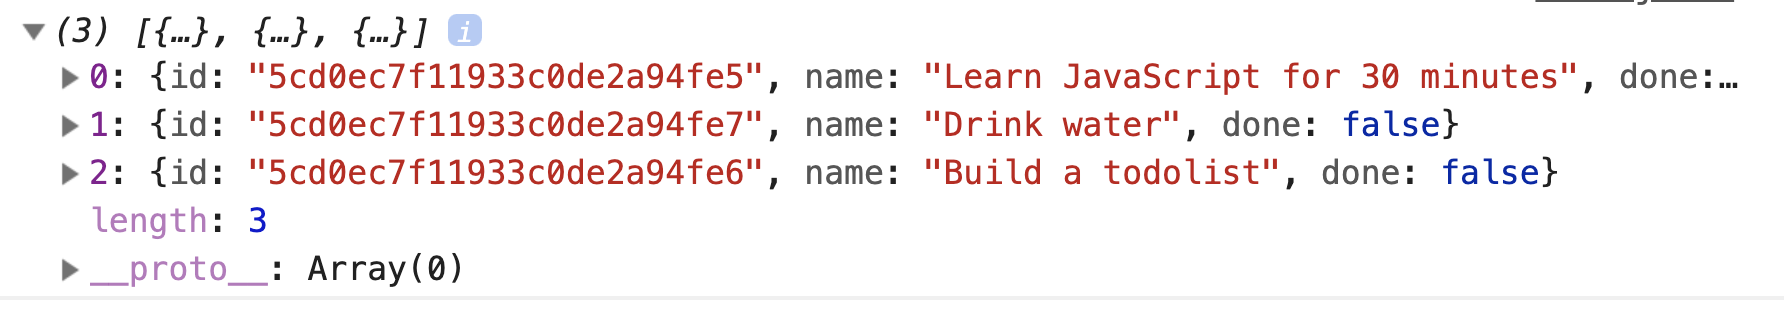 (3) [{…}, {…}, {…}] i
0: {id: "5cd0ec7f11933c0de2a94fe5", name: "Learn JavaScript for 30 minutes", done:…
1: {id: "5cd0ec7f11933c0de2a94fe7", name: "Drink water", done: false}
2: {id: "5cd0ec7f11933c0de2a94fe6", name: "Build a todolist", done: false}
length: 3
__proto__: Array(0)